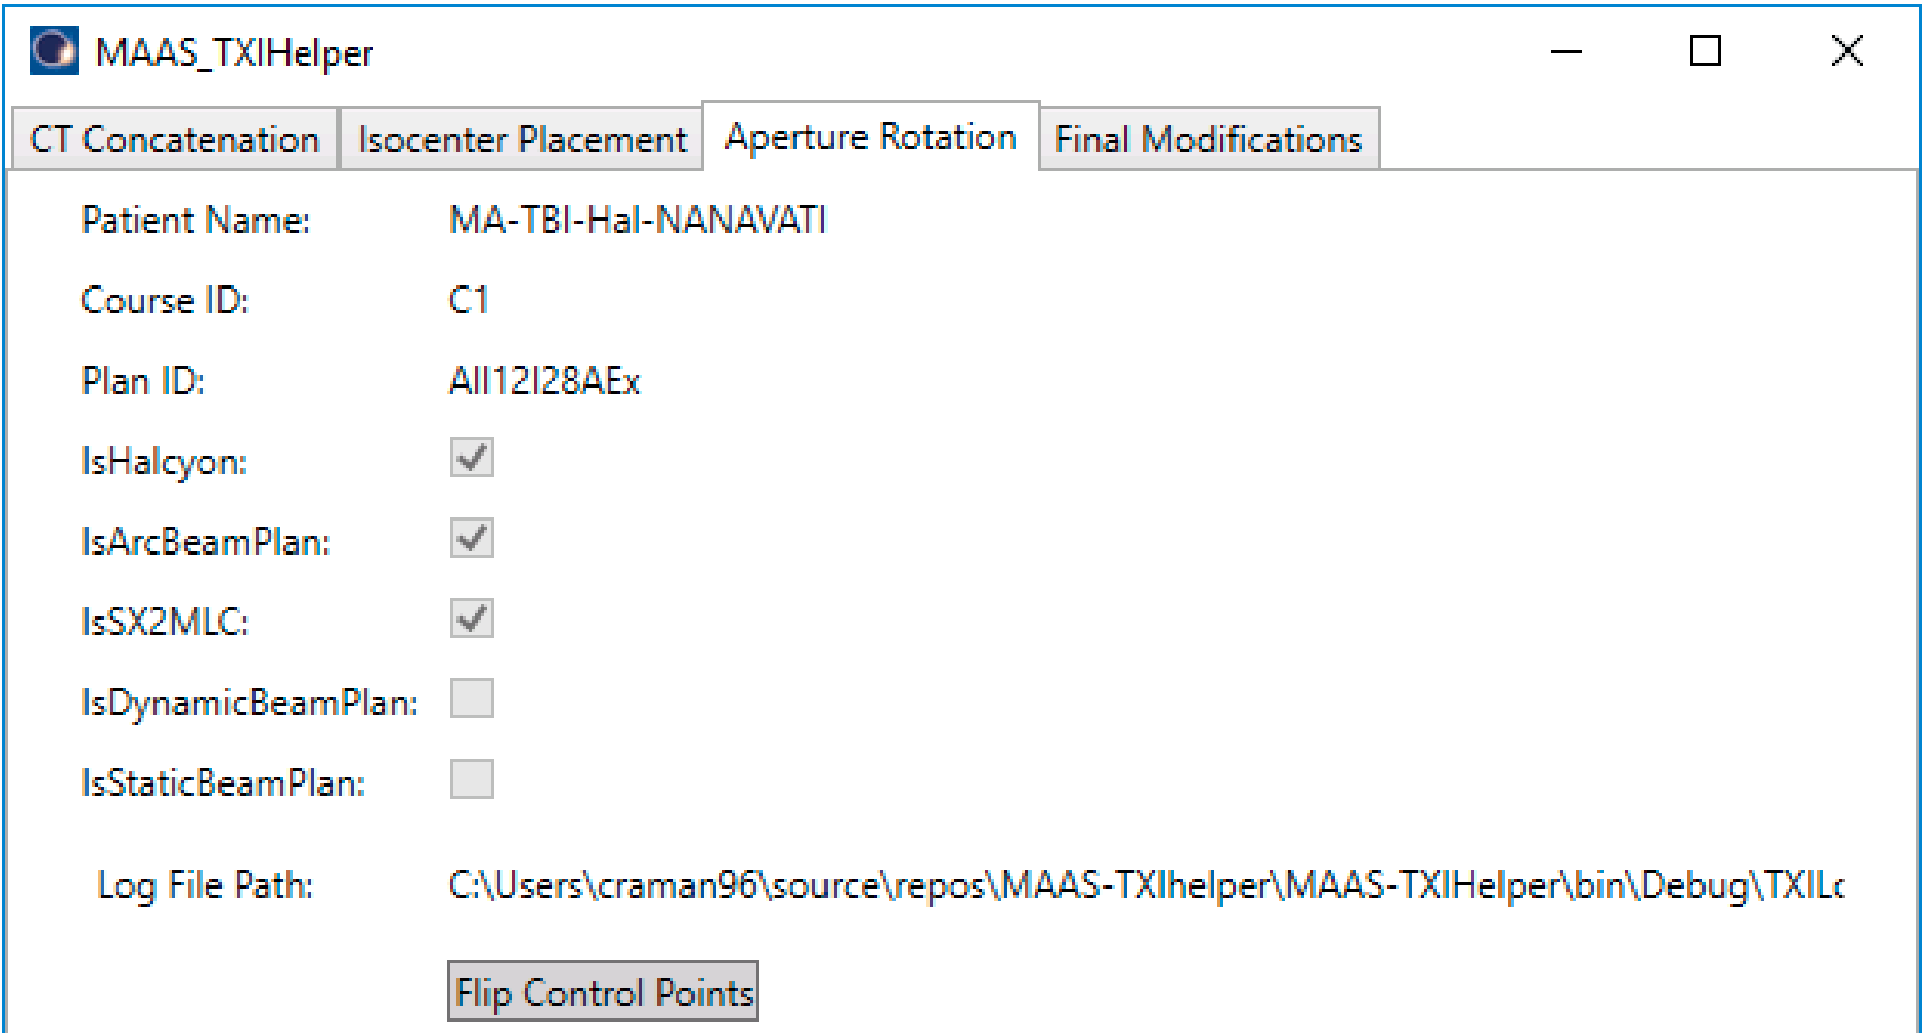 MAAS_TXIHelper
CT Concatenation Isocenter Placement Aperture Rotation Final Modifications
Patient Name: MA-TBI-Hal-NANAVATI
Course ID: C1
Plan ID: All12I28AEx
IsHalcyon:
IsArcBeamPlan:
IsSX2MLC:
IsDynamicBeamPlan:
IsStaticBeamPlan:
Log File Path: C:\Users\craman96\source\repos\MAAS-TXIhelper\MAAS-TXIHelper\bin\Debug\TXILc
Flip Control Points